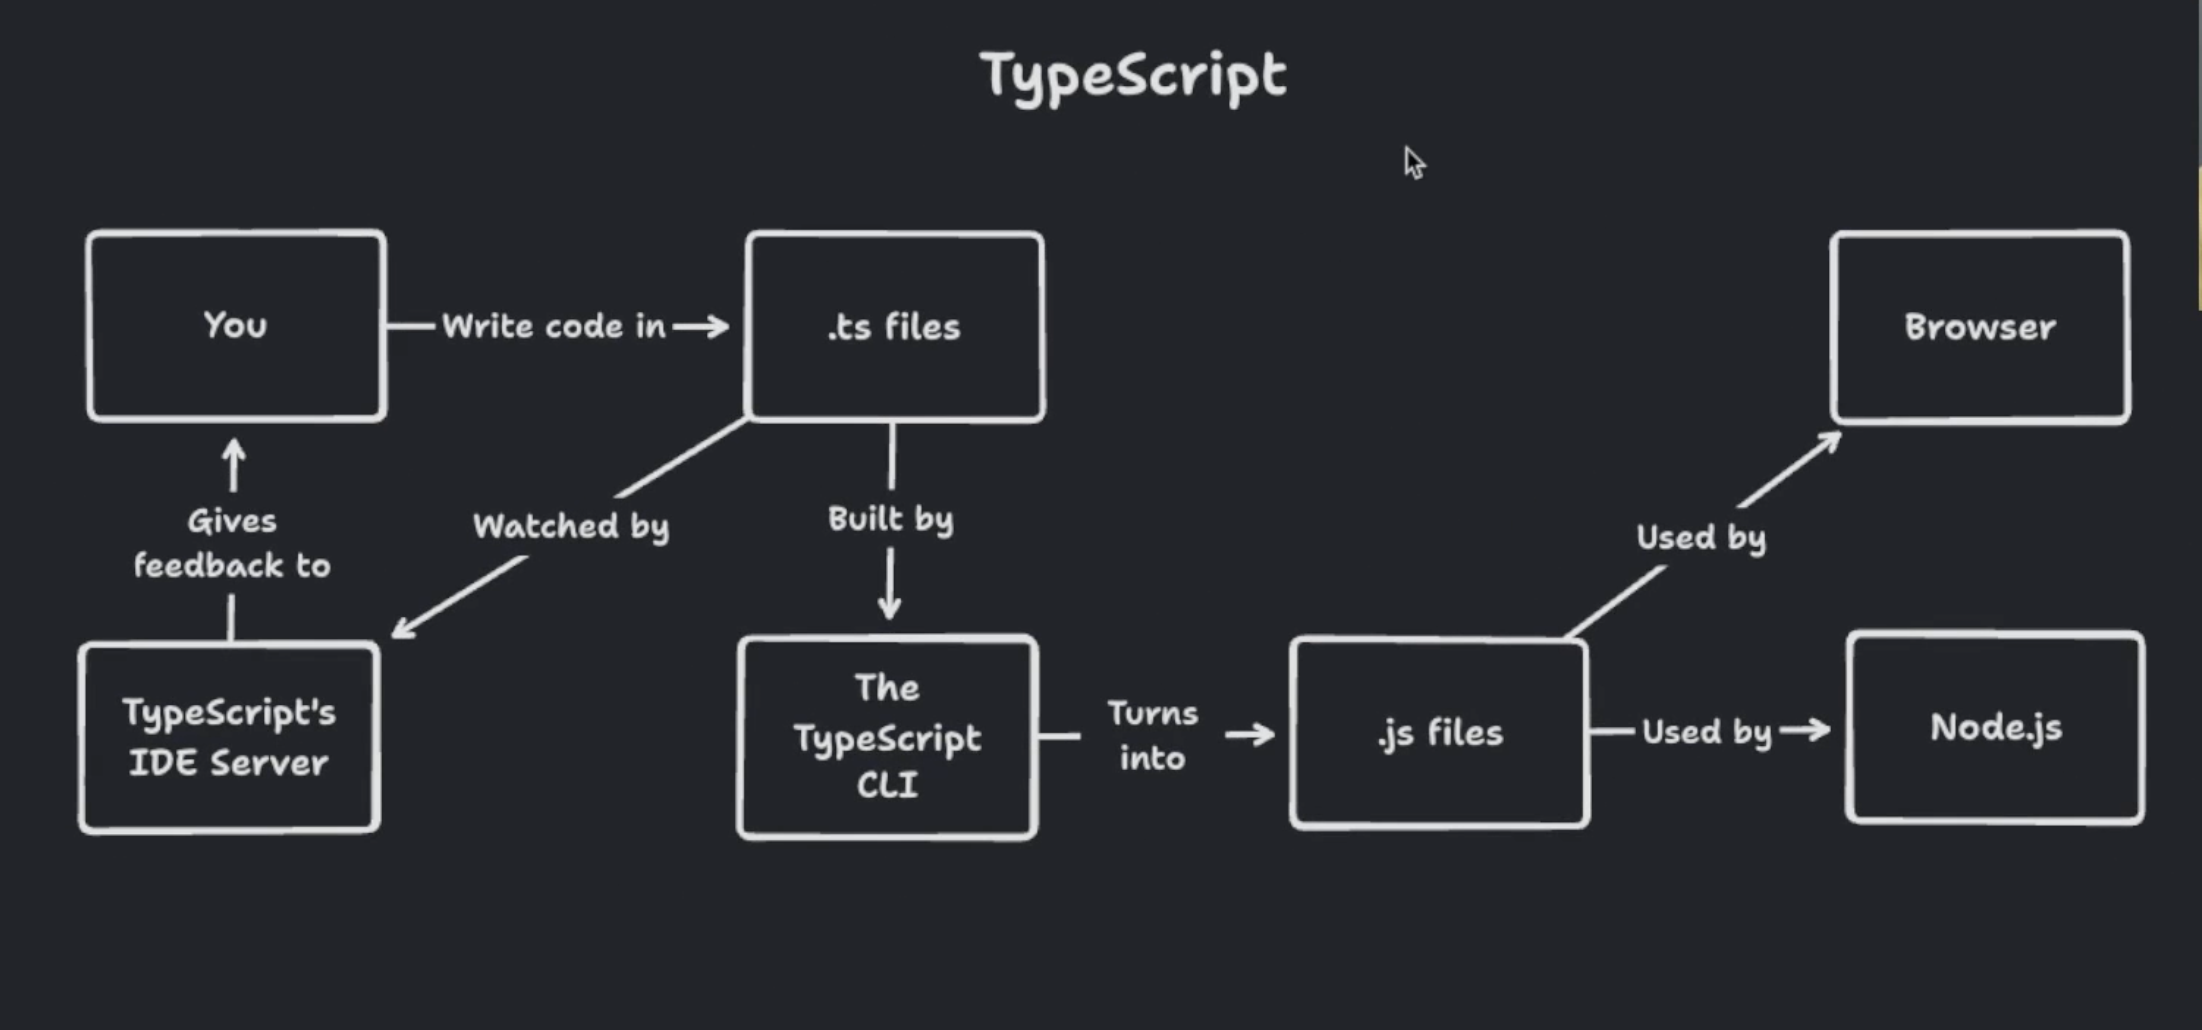 TypeScript
You
Write code in
.ts files
Browser
Gives
feedback to
Watched by
Built by
Used by
TypeScript's
IDE Server
The
TypeScript
CLI
Turns
into
.js files
Used by
Node.js